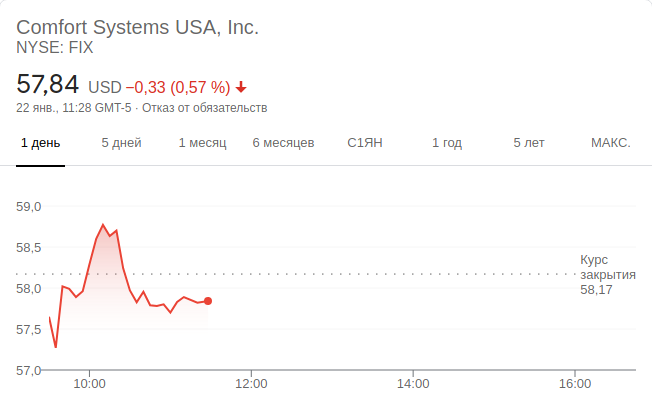 Comfort Systems USA, Inc.
NYSE: FIX
57,84 USD −0,33 (0,57 %)
22 янв., 11:28 GMT-5 · Отказ от обязательств
1 день 5 дней 1 месяц 6 месяцев С1ЯН 1 год 5 лет МАКС.
59,0
58,5
Курс
закрытия
58,17
58,0
57,5
57,0
10:00 12:00 14:00 16:00